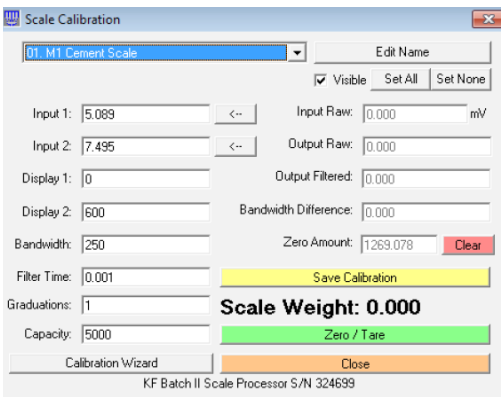 Scale Calibration
01. M1 Cement Scale
Edit Name
Visible Set All Set None
Input 1: 5.089 <-- Input Raw: 0.000 mV
Input 2: 7.495 <-- Output Raw: 0.000
Display 1: 0 Output Filtered: 0.000
Display 2: 600 Bandwidth Difference: 0.000
Bandwidth: 250 Zero Amount: 1269.078 Clear
Filter Time: 0.001 Save Calibration
Graduations: 1 Scale Weight: 0.000
Capacity: 5000 Zero / Tare
Calibration Wizard Close
KF Batch II Scale Processor S/N 324699